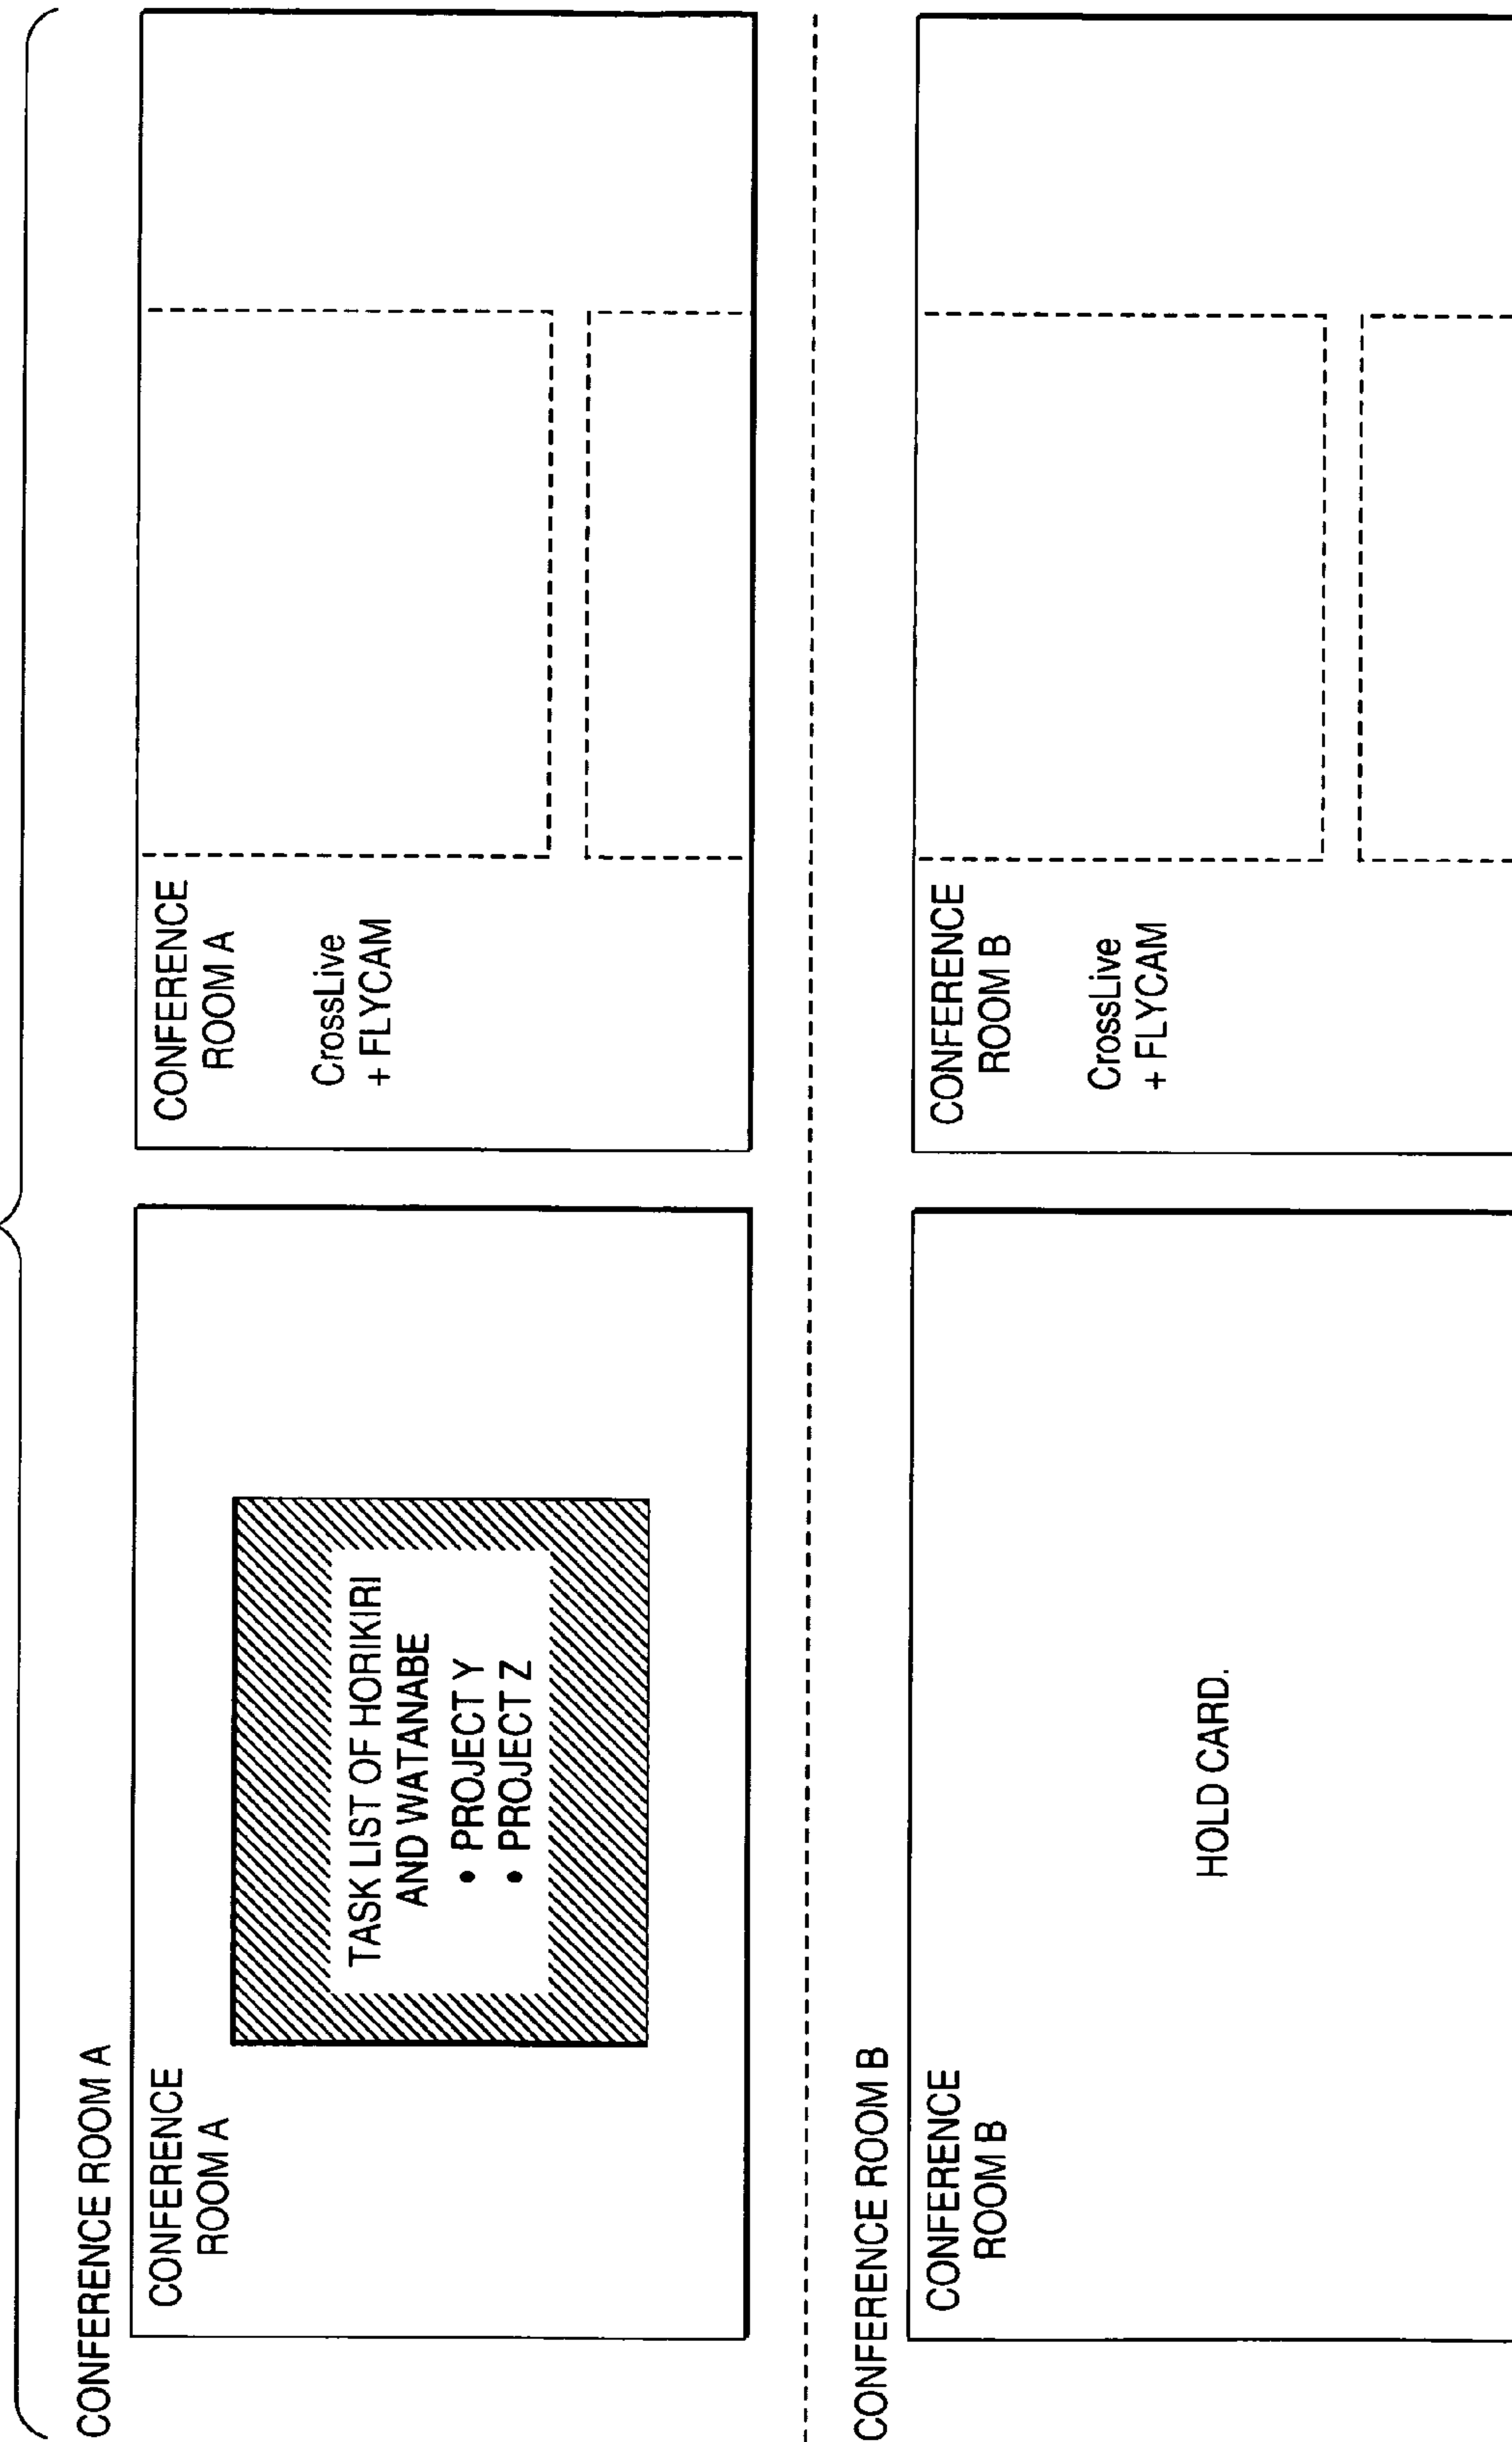 CONFERENCE ROOM A
CONFERENCE
ROOM A
TASK LIST OF HORIKIRI
AND WATANABE
• PROJECT Y
• PROJECT Z
CONFERENCE
ROOM A
CrossLive
+ FLYCAM
CONFERENCE ROOM B
CONFERENCE
ROOM B
HOLD CARD.
CONFERENCE
ROOM B
CrossLive
+ FLYCAM